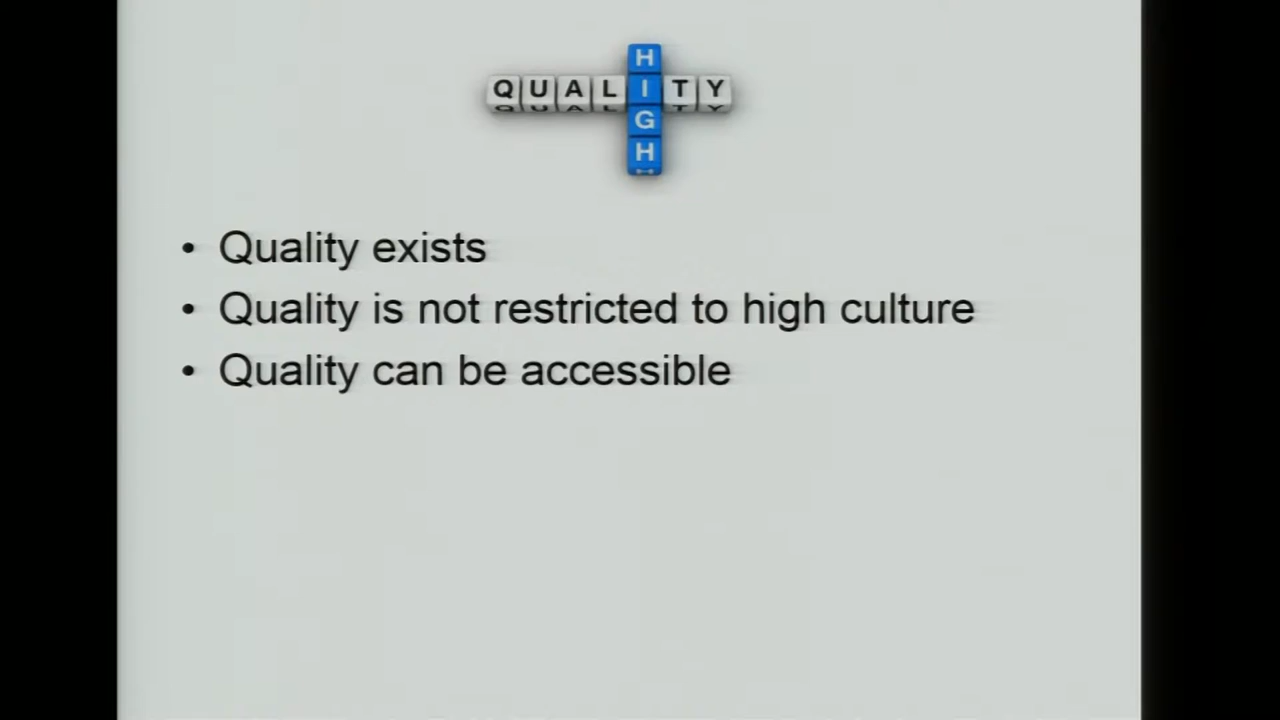 HIGH
QUALITY
• Quality exists
• Quality is not restricted to high culture
• Quality can be accessible